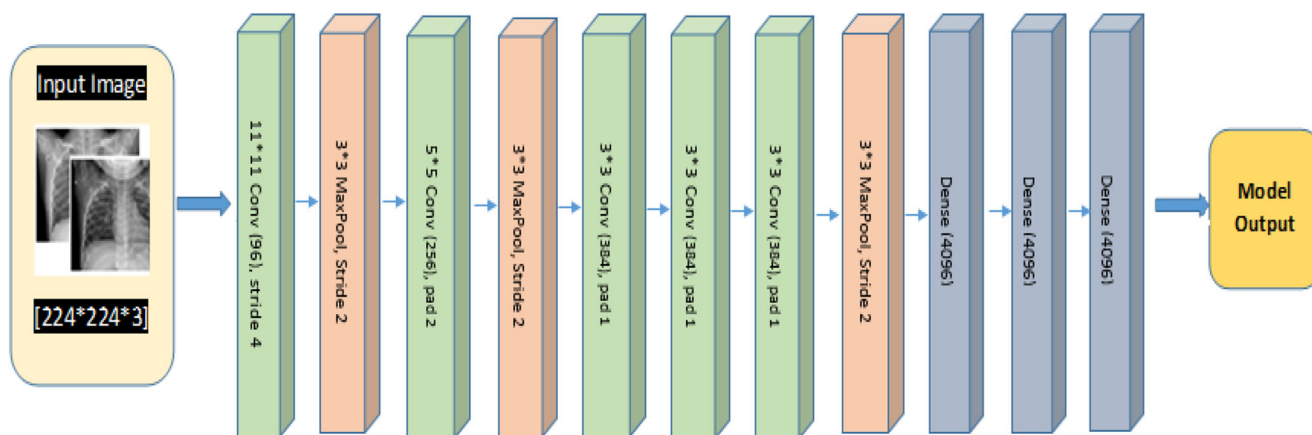 Input Image
[224*224*3]
11*11 Conv (96), stride 4
3*3 MaxPool, Stride 2
5*5 Conv (256), pad 2
3*3 MaxPool, Stride 2
3*3 Conv (384), pad 1
3*3 Conv (384), pad 1
3*3 Conv (384), pad 1
3*3 MaxPool, Stride 2
Dense (4096)
Dense (4096)
Dense (4096)
Model
Output